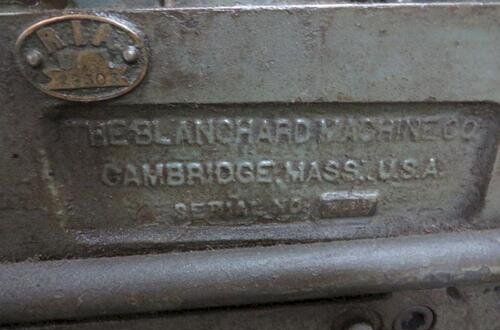 R.I.A.
THE BLANCHARD MACHINE CO
CAMBRIDGE, MASS., U.S.A.
SERIAL NO.